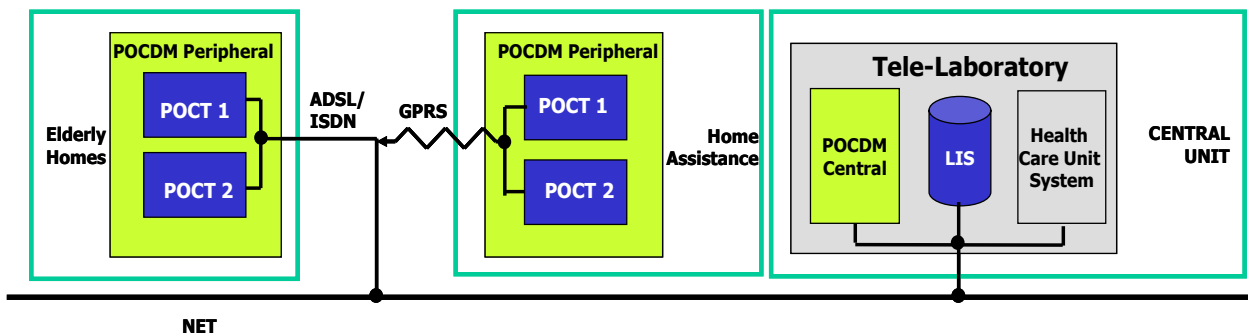 POCDM Peripheral
POCT 1
POCT 2
Elderly
Homes
ADSL/
ISDN
GPRS
POCDM Peripheral
POCT 1
POCT 2
Home
Assistance
Tele-Laboratory
POCDM
Central
LIS
Health
Care Unit
System
CENTRAL
UNIT
NET